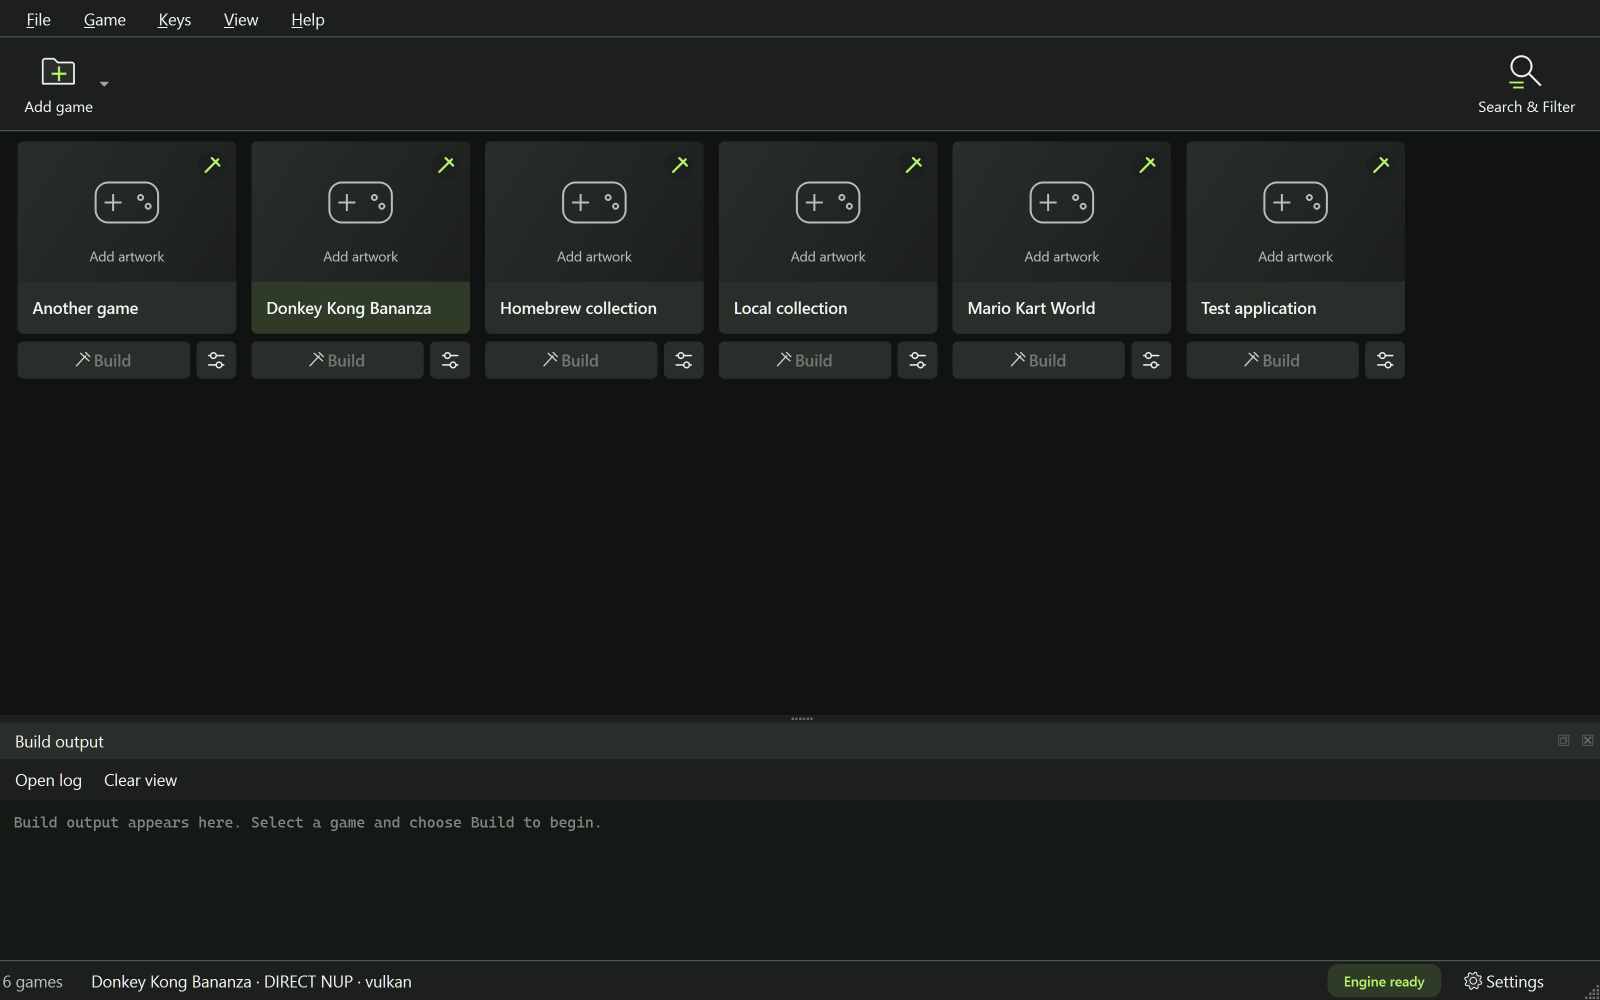 File Game Keys View Help
Add game
Search & Filter
Add artwork Add artwork Add artwork Add artwork Add artwork Add artwork
Another game Donkey Kong Bananza Homebrew collection Local collection Mario Kart World Test application
Build Build Build Build Build Build
Build output
Open log Clear view
Build output appears here. Select a game and choose Build to begin.
6 games Donkey Kong Bananza · DIRECT NUP · vulkan Engine ready Settings